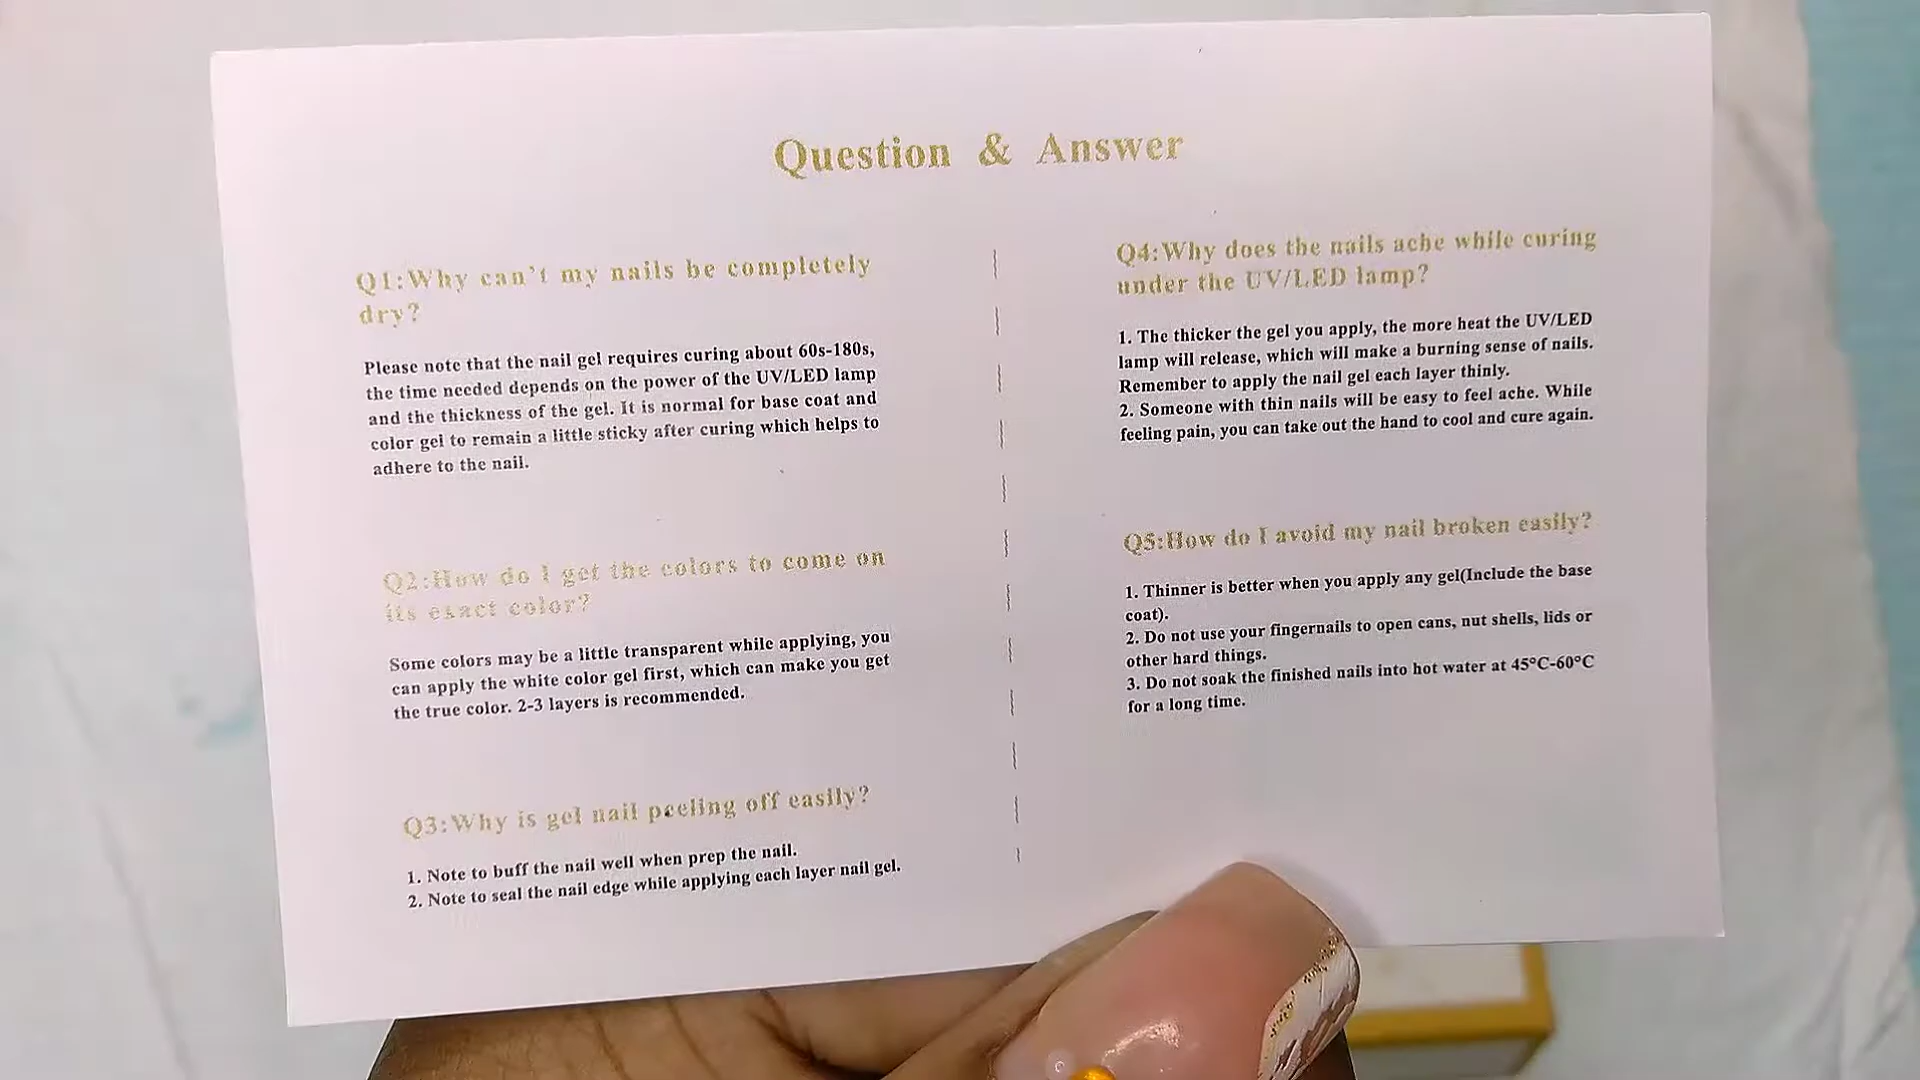 Question & Answer
Q1:Why can't my nails be completely
dry?
Please note that the nail gel requires curing about 60s-180s,
the time needed depends on the power of the UV/LED lamp
and the thickness of the gel. It is normal for base coat and
color gel to remain a little sticky after curing which helps to
adhere to the nail.
Q2:How do I get the colors to come on
its exact color?
Some colors may be a little transparent while applying, you
can apply the white color gel first, which can make you get
the true color. 2-3 layers is recommended.
Q3:Why is gel nail peeling off easily?
1. Note to buff the nail well when prep the nail.
2. Note to seal the nail edge while applying each layer nail gel.
Q4:Why does the nails ache while curing
under the UV/LED lamp?
1. The thicker the gel you apply, the more heat the UV/LED
lamp will release, which will make a burning sense of nails.
Remember to apply the nail gel each layer thinly.
2. Someone with thin nails will be easy to feel ache. While
feeling pain, you can take out the hand to cool and cure again.
Q5:How do I avoid my nail broken easily?
1. Thinner is better when you apply any gel(Include the base
coat).
2. Do not use your fingernails to open cans, nut shells, lids or
other hard things.
3. Do not soak the finished nails into hot water at 45°C-60°C
for a long time.